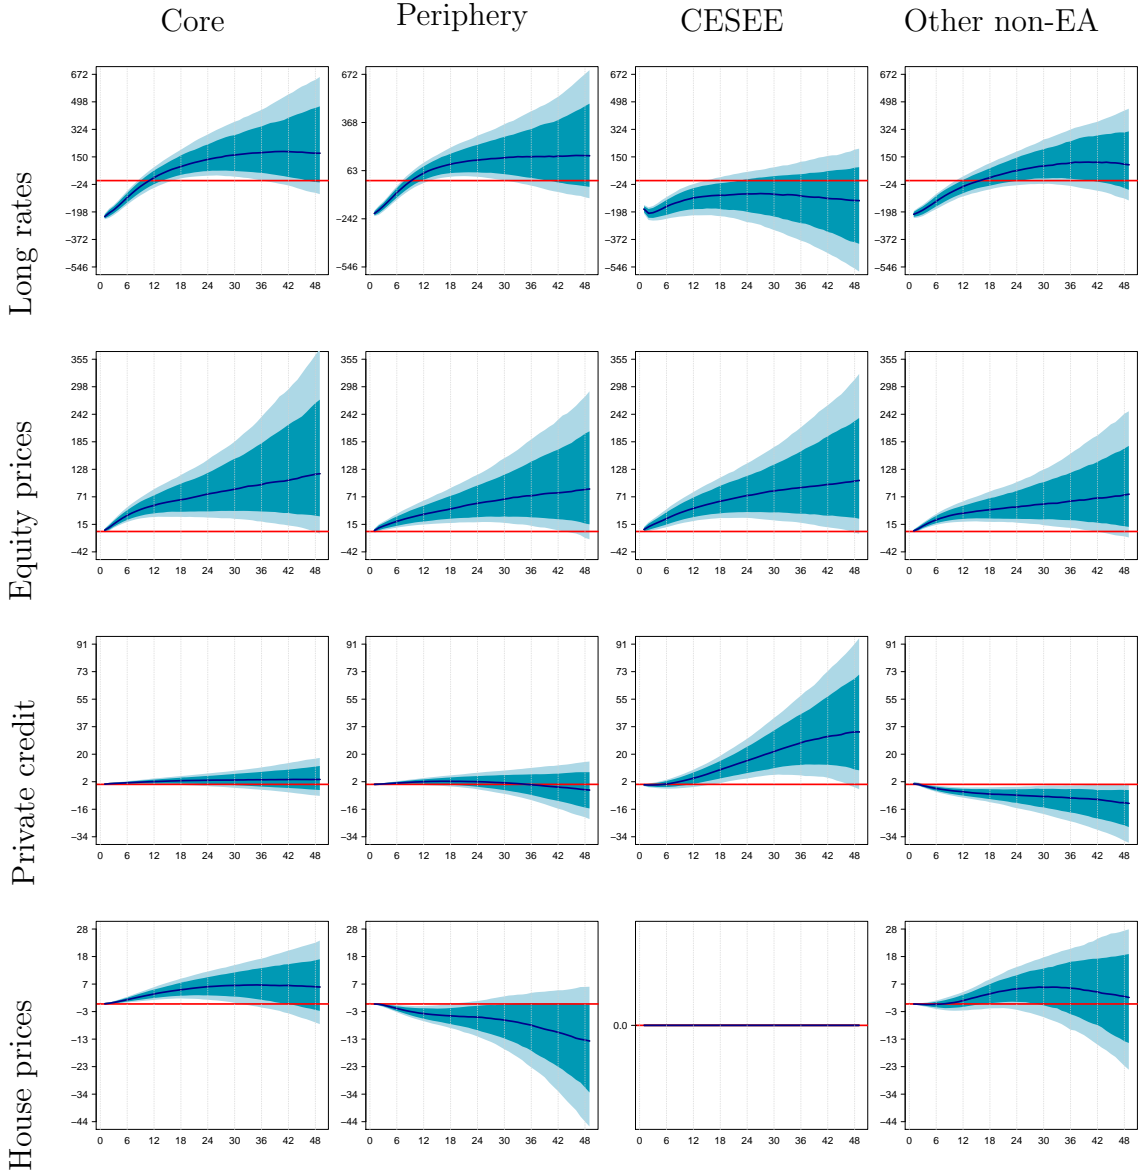 Core Periphery CESEE Other non-EA
Long rates
672 498 324 150 −24 −198 −372 −546
0 6 12 18 24 30 36 42 48
672 368 63 −242 −546
0 6 12 18 24 30 36 42 48
672 498 324 150 −24 −198 −372 −546
0 6 12 18 24 30 36 42 48
672 498 324 150 −24 −198 −372 −546
0 6 12 18 24 30 36 42 48
Equity prices
355 298 242 185 128 71 15 −42
0 6 12 18 24 30 36 42 48
355 298 242 185 128 71 15 −42
0 6 12 18 24 30 36 42 48
355 298 242 185 128 71 15 −42
0 6 12 18 24 30 36 42 48
355 298 242 185 128 71 15 −42
0 6 12 18 24 30 36 42 48
Private credit
91 73 55 37 20 2 −16 −34
0 6 12 18 24 30 36 42 48
91 73 55 37 20 2 −16 −34
0 6 12 18 24 30 36 42 48
91 73 55 37 20 2 −16 −34
0 6 12 18 24 30 36 42 48
91 73 55 37 20 2 −16 −34
0 6 12 18 24 30 36 42 48
House prices
28 18 7 −3 −13 −23 −34 −44
0 6 12 18 24 30 36 42 48
28 18 7 −3 −13 −23 −34 −44
0 6 12 18 24 30 36 42 48
0.0
0 6 12 18 24 30 36 42 48
28 18 7 −3 −13 −23 −34 −44
0 6 12 18 24 30 36 42 48